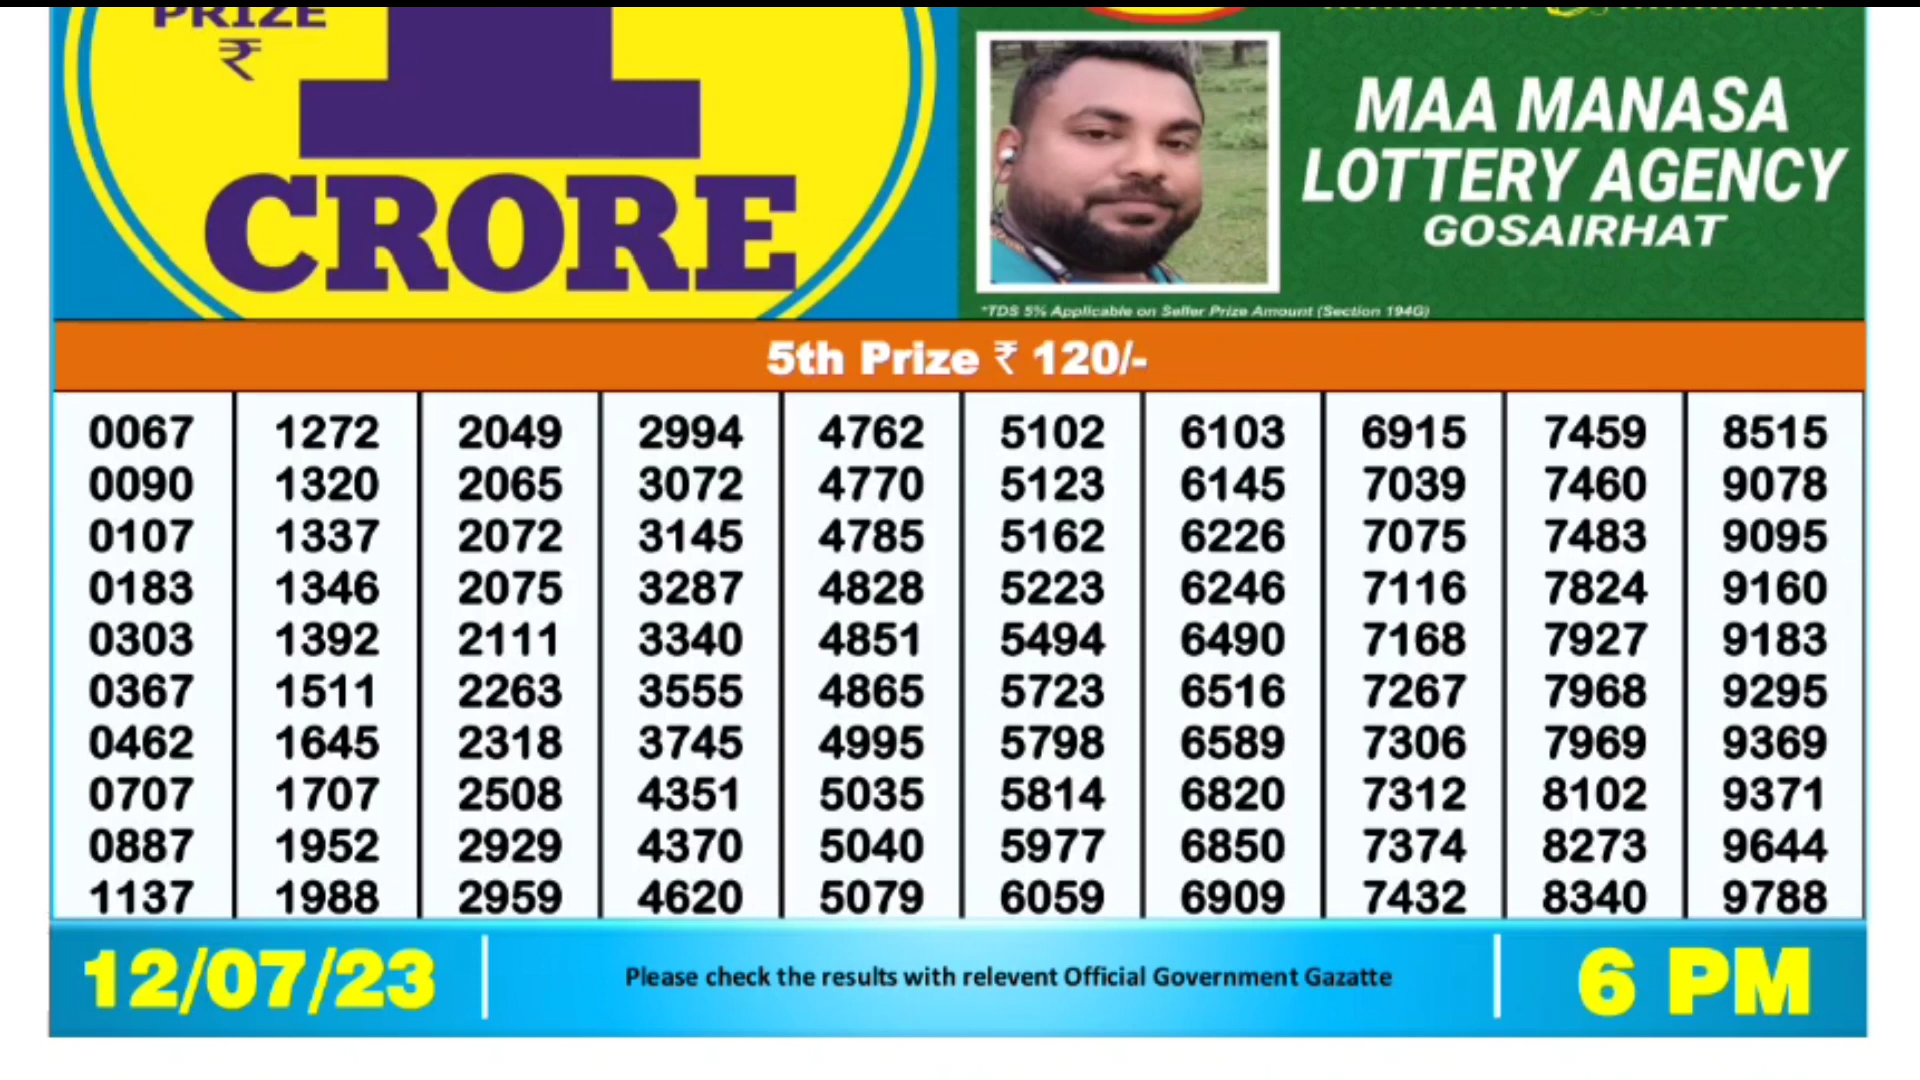 PRIZE
₹
1
CRORE
MAA MANASA
LOTTERY AGENCY
GOSAIRHAT
*TDS 5% Applicable on Seller Prize Amount (Section 194G)
5th Prize ₹ 120/-
0067 1272 2049 2994 4762 5102 6103 6915 7459 8515
0090 1320 2065 3072 4770 5123 6145 7039 7460 9078
0107 1337 2072 3145 4785 5162 6226 7075 7483 9095
0183 1346 2075 3287 4828 5223 6246 7116 7824 9160
0303 1392 2111 3340 4851 5494 6490 7168 7927 9183
0367 1511 2263 3555 4865 5723 6516 7267 7968 9295
0462 1645 2318 3745 4995 5798 6589 7306 7969 9369
0707 1707 2508 4351 5035 5814 6820 7312 8102 9371
0887 1952 2929 4370 5040 5977 6850 7374 8273 9644
1137 1988 2959 4620 5079 6059 6909 7432 8340 9788
12/07/23
Please check the results with relevent Official Government Gazatte
6 PM